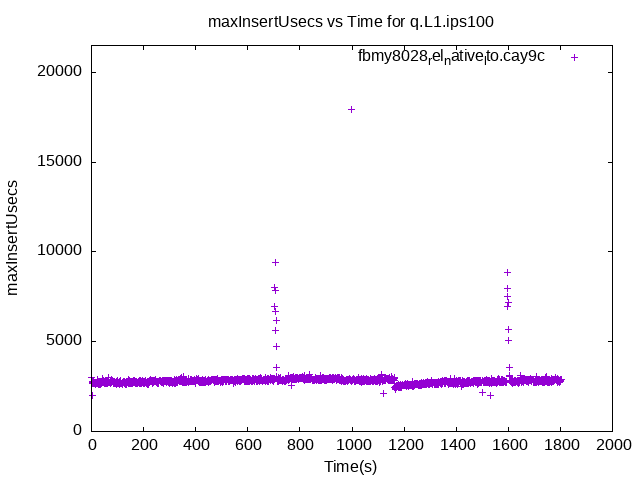 maxInsertUsecs vs Time for q.L1.ips100
fbmy8028relnativelto.cay9c
20000
15000
10000
5000
0
maxInsertUsecs
0 200 400 600 800 1000 1200 1400 1600 1800 2000
Time(s)